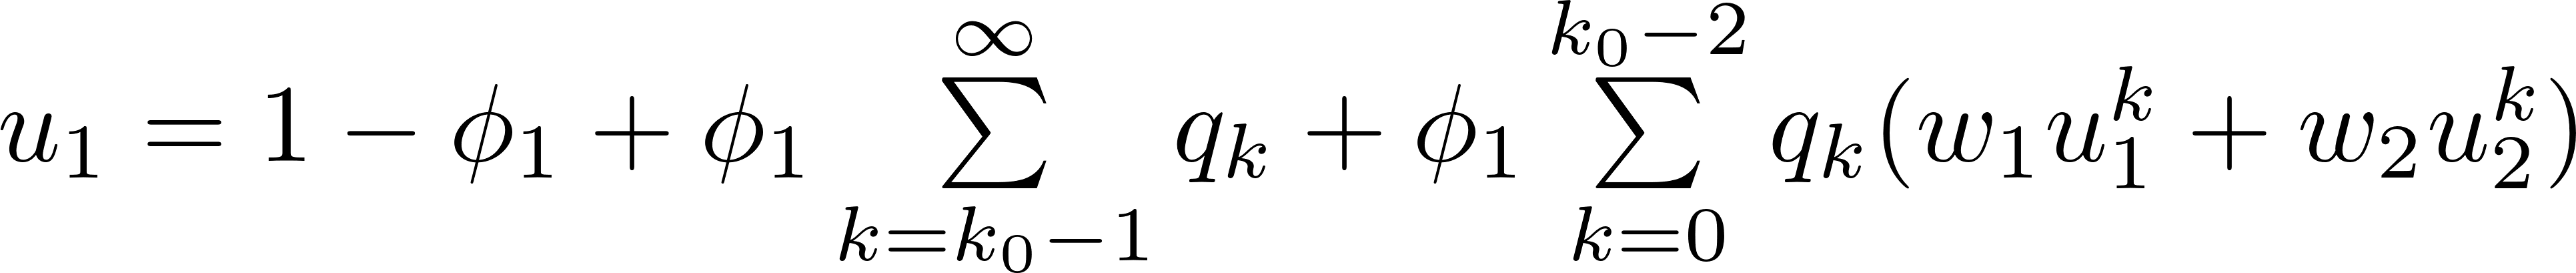 u_1 = 1 - \phi_1 + \phi_1 \sum_{k=k_0-1}^{\infty} q_k + \phi_1 \sum_{k=0}^{k_0-2} q_k (w_1 u_1^k + w_2 u_2^k)